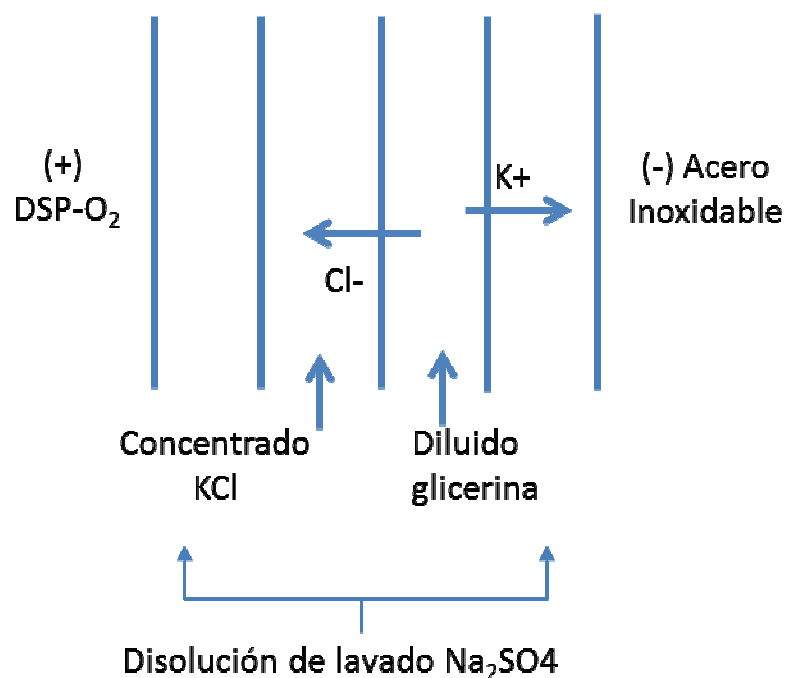 (+)
DSP-O₂
K+
(-) Acero
Inoxidable
Cl-
Concentrado
KCl
Diluido
glicerina
Disolución de lavado Na₂SO4